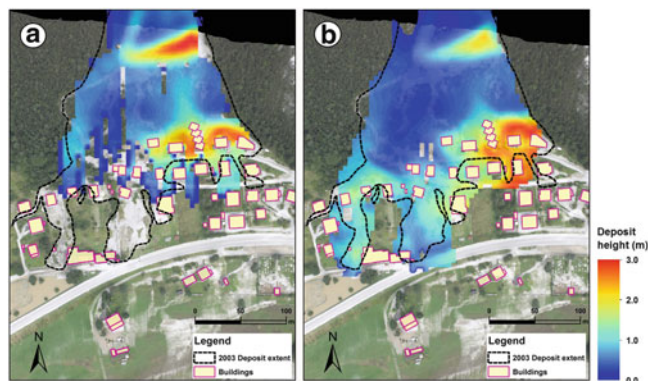 a
b
Deposit
height (m)
3.0
2.0
1.0
0.0
0
50
100
m
N
Legend
2003 Deposit extent
Buildings
0
50
100
m
N
Legend
2003 Deposit extent
Buildings